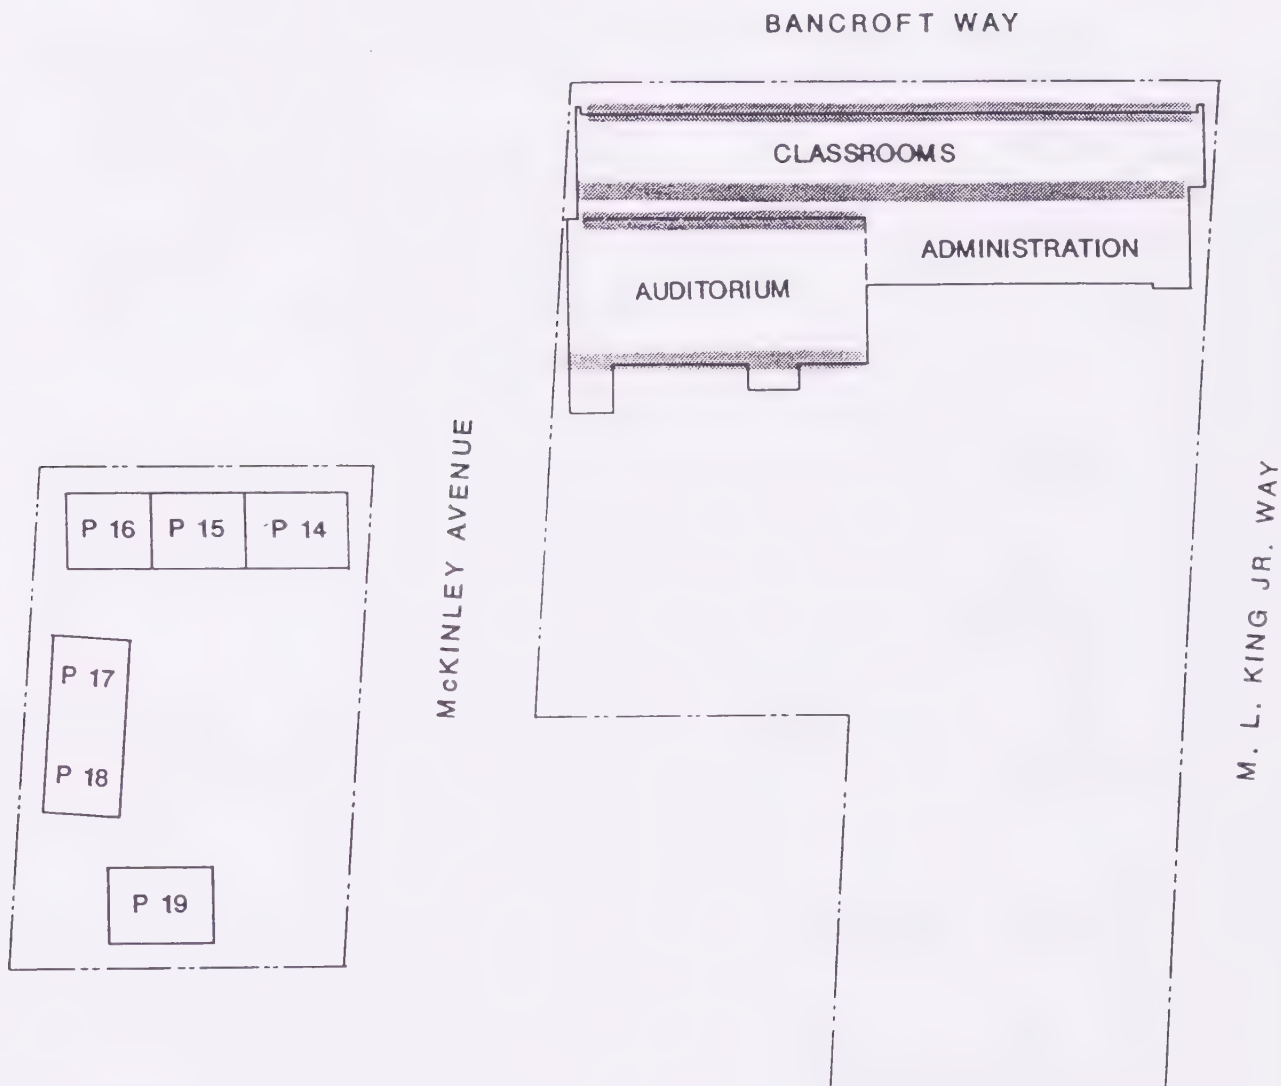 BANCROFT WAY
CLASSROOMS
ADMINISTRATION
AUDITORIUM
McKINLEY AVENUE
M. L. KING JR. WAY
P 16 P 15 P 14
P 17
P 18
P 19